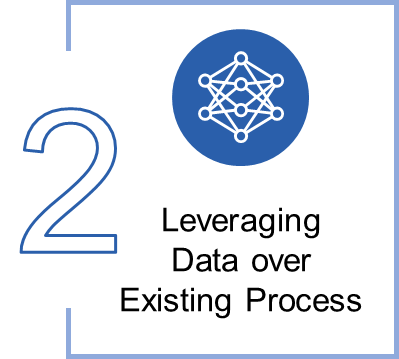 2
Leveraging
Data over
Existing Process